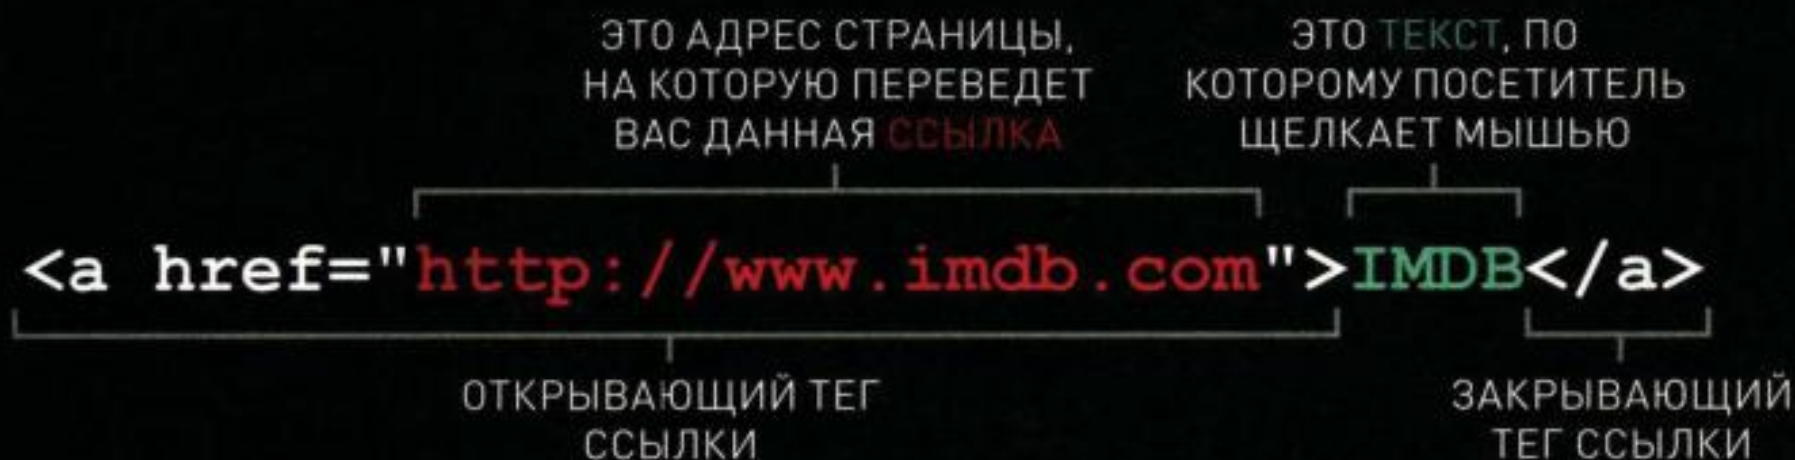 ЭТО АДРЕС СТРАНИЦЫ,
НА КОТОРУЮ ПЕРЕВЕДЕТ
ВАС ДАННАЯ ССЫЛКА
ЭТО ТЕКСТ, ПО
КОТОРОМУ ПОСЕТИТЕЛЬ
ЩЕЛКАЕТ МЫШЬЮ
<a href="http://www.imdb.com">IMDB</a>
ОТКРЫВАЮЩИЙ ТЕГ
ССЫЛКИ
ЗАКРЫВАЮЩИЙ
ТЕГ ССЫЛКИ